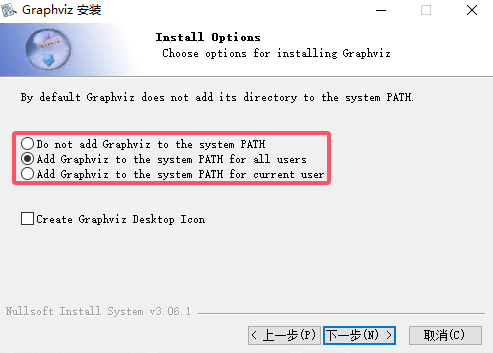 Graphviz 安装
Install Options
Choose options for installing Graphviz
By default Graphviz does not add its directory to the system PATH.
Do not add Graphviz to the system PATH
Add Graphviz to the system PATH for all users
Add Graphviz to the system PATH for current user
Create Graphviz Desktop Icon
Nullsoft Install System v3.06.1
< 上一步(P) 下一步(N) > 取消(C)